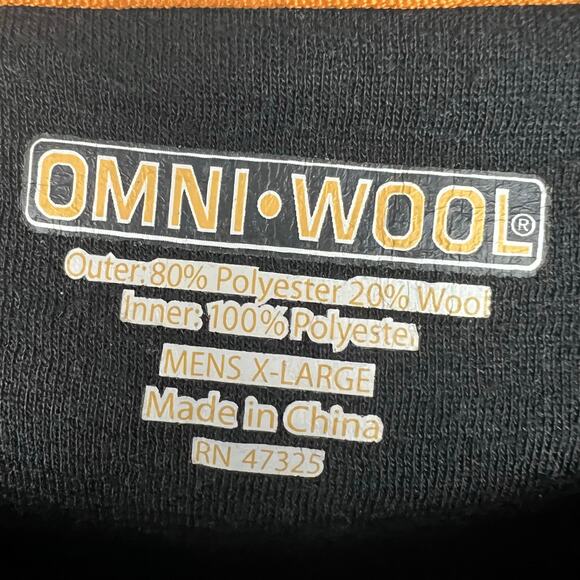 OMNI•WOOL®
Outer: 80% Polyester 20% Wool
Inner: 100% Polyester
MENS X-LARGE
Made in China
RN 47325